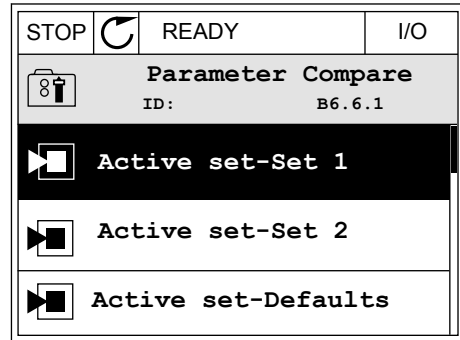 STOP READY I/O
Parameter Compare
ID: B6.6.1
Active set-Set 1
Active set-Set 2
Active set-Defaults